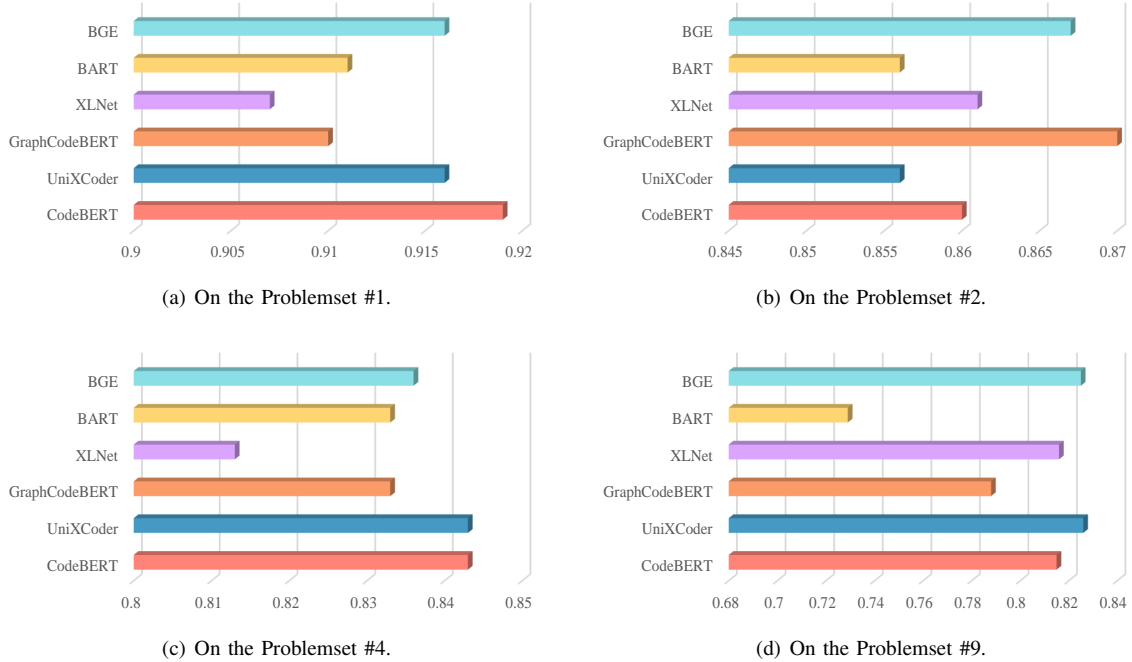 BGE
BART
XLNet
GraphCodeBERT
UniXCoder
CodeBERT
0.9 0.905 0.91 0.915 0.92
(a) On the Problemset #1.
BGE
BART
XLNet
GraphCodeBERT
UniXCoder
CodeBERT
0.845 0.85 0.855 0.86 0.865 0.87
(b) On the Problemset #2.
BGE
BART
XLNet
GraphCodeBERT
UniXCoder
CodeBERT
0.8 0.81 0.82 0.83 0.84 0.85
(c) On the Problemset #4.
BGE
BART
XLNet
GraphCodeBERT
UniXCoder
CodeBERT
0.68 0.7 0.72 0.74 0.76 0.78 0.8 0.82 0.84
(d) On the Problemset #9.